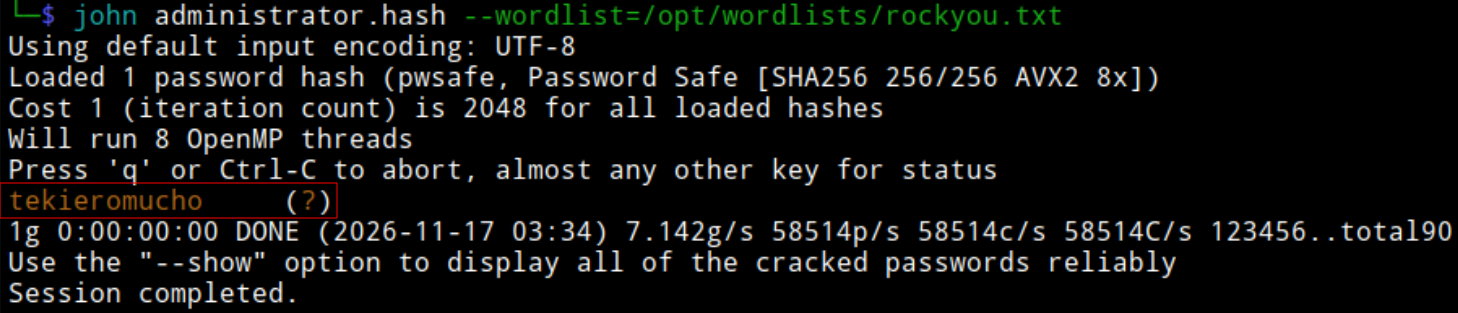 └─$ john administrator.hash --wordlist=/opt/wordlists/rockyou.txt
Using default input encoding: UTF-8
Loaded 1 password hash (pwsafe, Password Safe [SHA256 256/256 AVX2 8x])
Cost 1 (iteration count) is 2048 for all loaded hashes
Will run 8 OpenMP threads
Press 'q' or Ctrl-C to abort, almost any other key for status
tekieromucho     (?)
1g 0:00:00:00 DONE (2026-11-17 03:34) 7.142g/s 58514p/s 58514c/s 58514C/s 123456..total90
Use the "--show" option to display all of the cracked passwords reliably
Session completed.